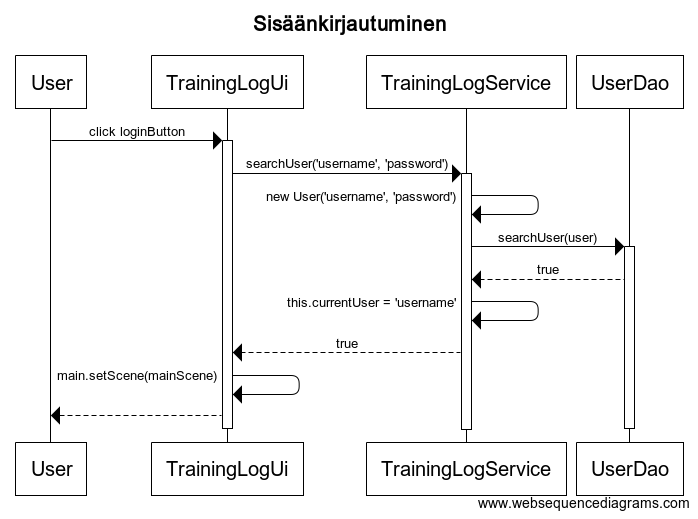 Sisäänkirjautuminen
User
TrainingLogUi
TrainingLogService
UserDao
click loginButton
searchUser('username', 'password')
new User('username', 'password')
searchUser(user)
true
this.currentUser = 'username'
true
main.setScene(mainScene)
User
TrainingLogUi
TrainingLogService
UserDao
www.websequencediagrams.com